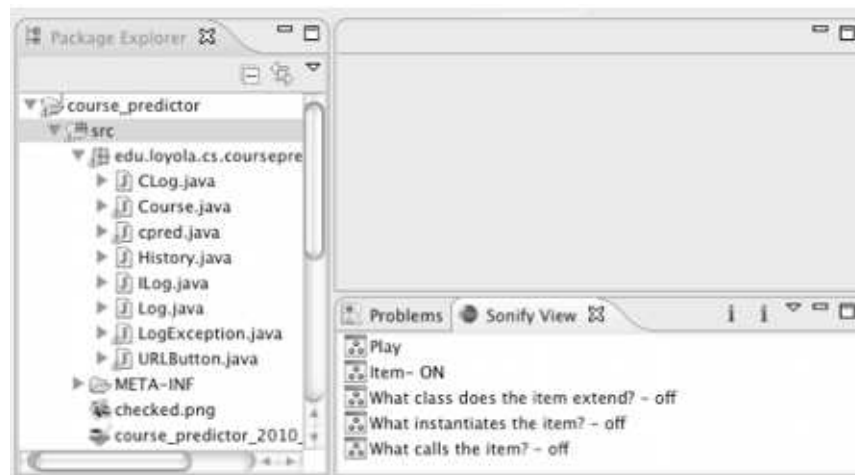 Package Explorer
course_predictor
src
edu.loyola.cs.coursepre
CLog.java
Course.java
cpred.java
History.java
ILog.java
Log.java
LogException.java
URLButton.java
META-INF
checked.png
course_predictor_2010_
Problems
Sonify View
Play
Item- ON
What class does the item extend? - off
What instantiates the item? - off
What calls the item? - off